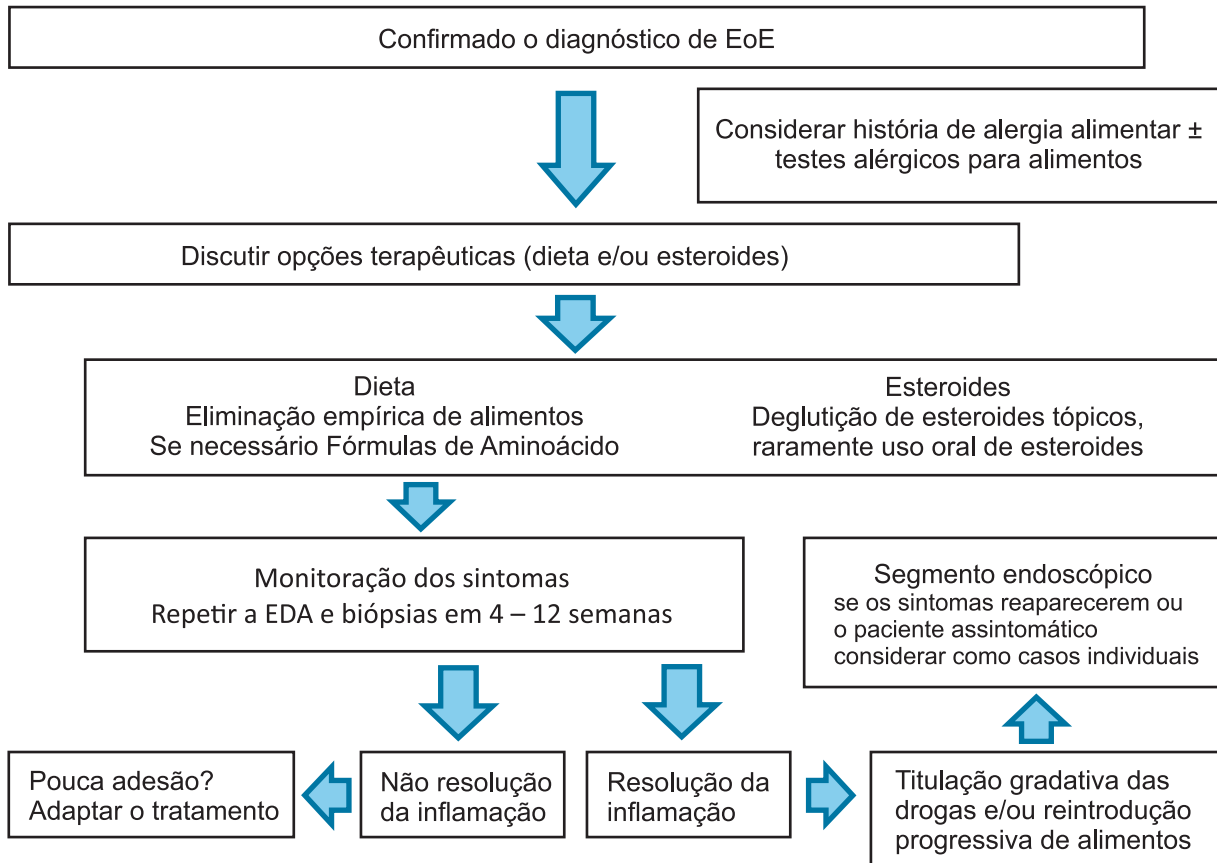 Confirmado o diagnóstico de EoE
Considerar história de alergia alimentar ±
testes alérgicos para alimentos
Discutir opções terapêuticas (dieta e/ou esteroides)
Dieta
Eliminação empírica de alimentos
Se necessário Fórmulas de Aminoácido
Esteroides
Deglutição de esteroides tópicos,
raramente uso oral de esteroides
Monitoração dos sintomas
Repetir a EDA e biópsias em 4 – 12 semanas
Segmento endoscópico
se os sintomas reaparecerem ou
o paciente assintomático
considerar como casos individuais
Pouca adesão?
Adaptar o tratamento
Não resolução
da inflamação
Resolução da
inflamação
Titulação gradativa das
drogas e/ou reintrodução
progressiva de alimentos